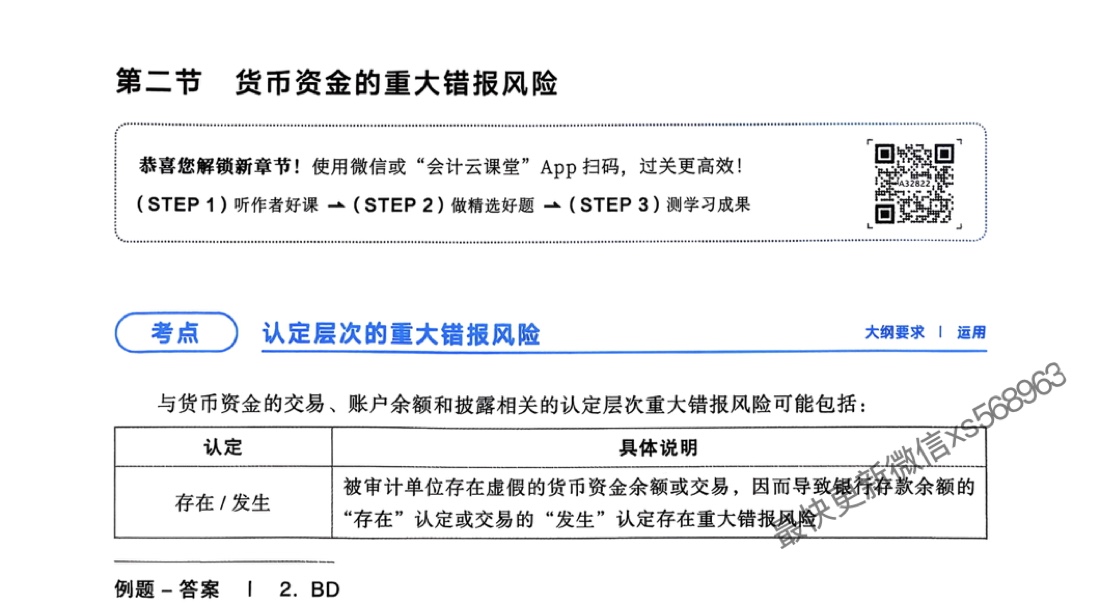 第二节 货币资金的重大错报风险
恭喜您解锁新章节！使用微信或“会计云课堂”App 扫码，过关更高效！
A32822
（STEP 1）听作者好课 ⇀（STEP 2）做精选好题 ⇀（STEP 3）测学习成果
考点 认定层次的重大错报风险 大纲要求 | 运用
与货币资金的交易、账户余额和披露相关的认定层次重大错报风险可能包括：
认定 具体说明
存在 / 发生
被审计单位存在虚假的货币资金余额或交易，因而导致银行存款余额的
“存在”认定或交易的“发生”认定存在重大错报风险
最快更新微信xs568963
例题 – 答案 | 2. BD